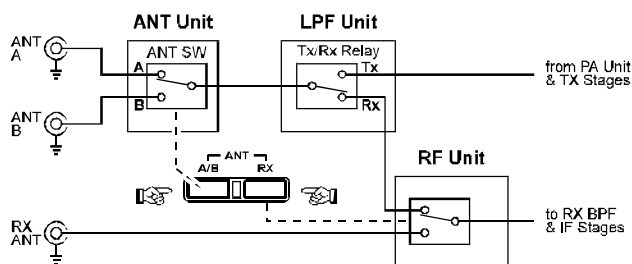 ANT Unit
LPF Unit
ANT
A
ANT SW
Tx/Rx Relay
A
B
Tx
Rx
from PA Unit
& TX Stages
ANT
B
ANT
A/B
RX
RF Unit
RX
ANT
to RX BPF
& IF Stages